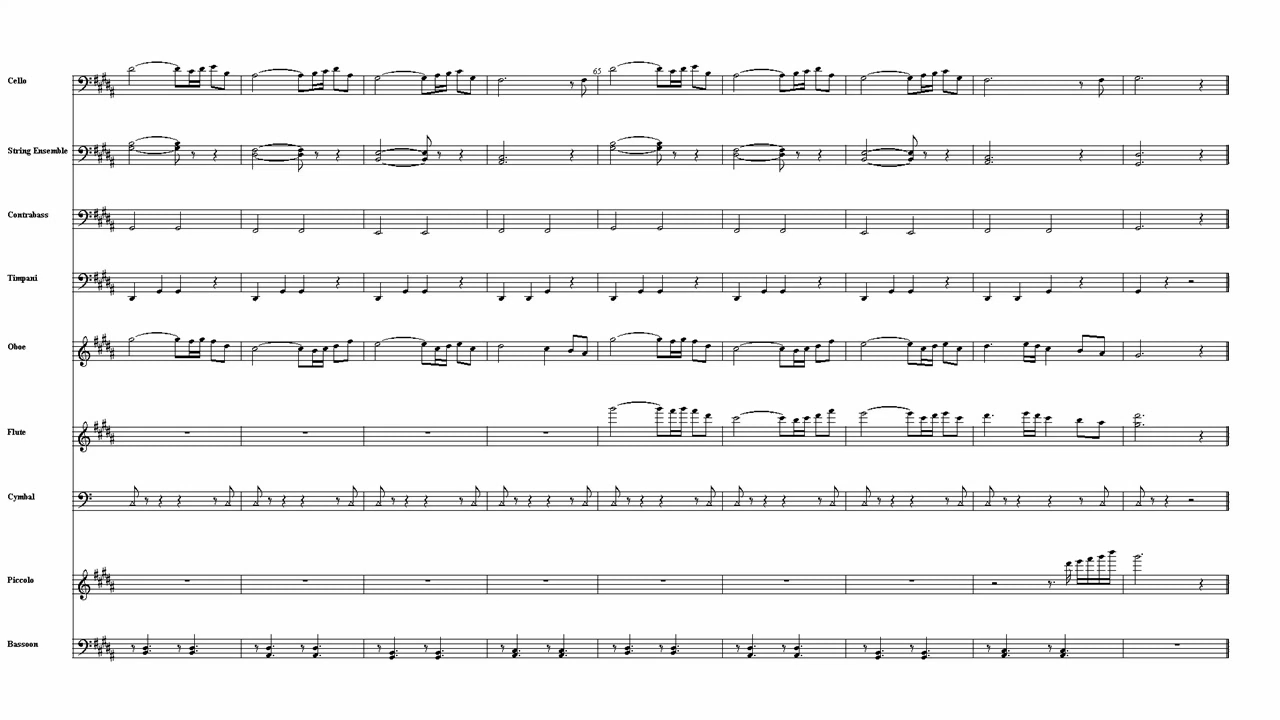 Cello
65
String Ensemble
Contrabass
Timpani
Oboe
Flute
Cymbal
Piccolo
Bassoon